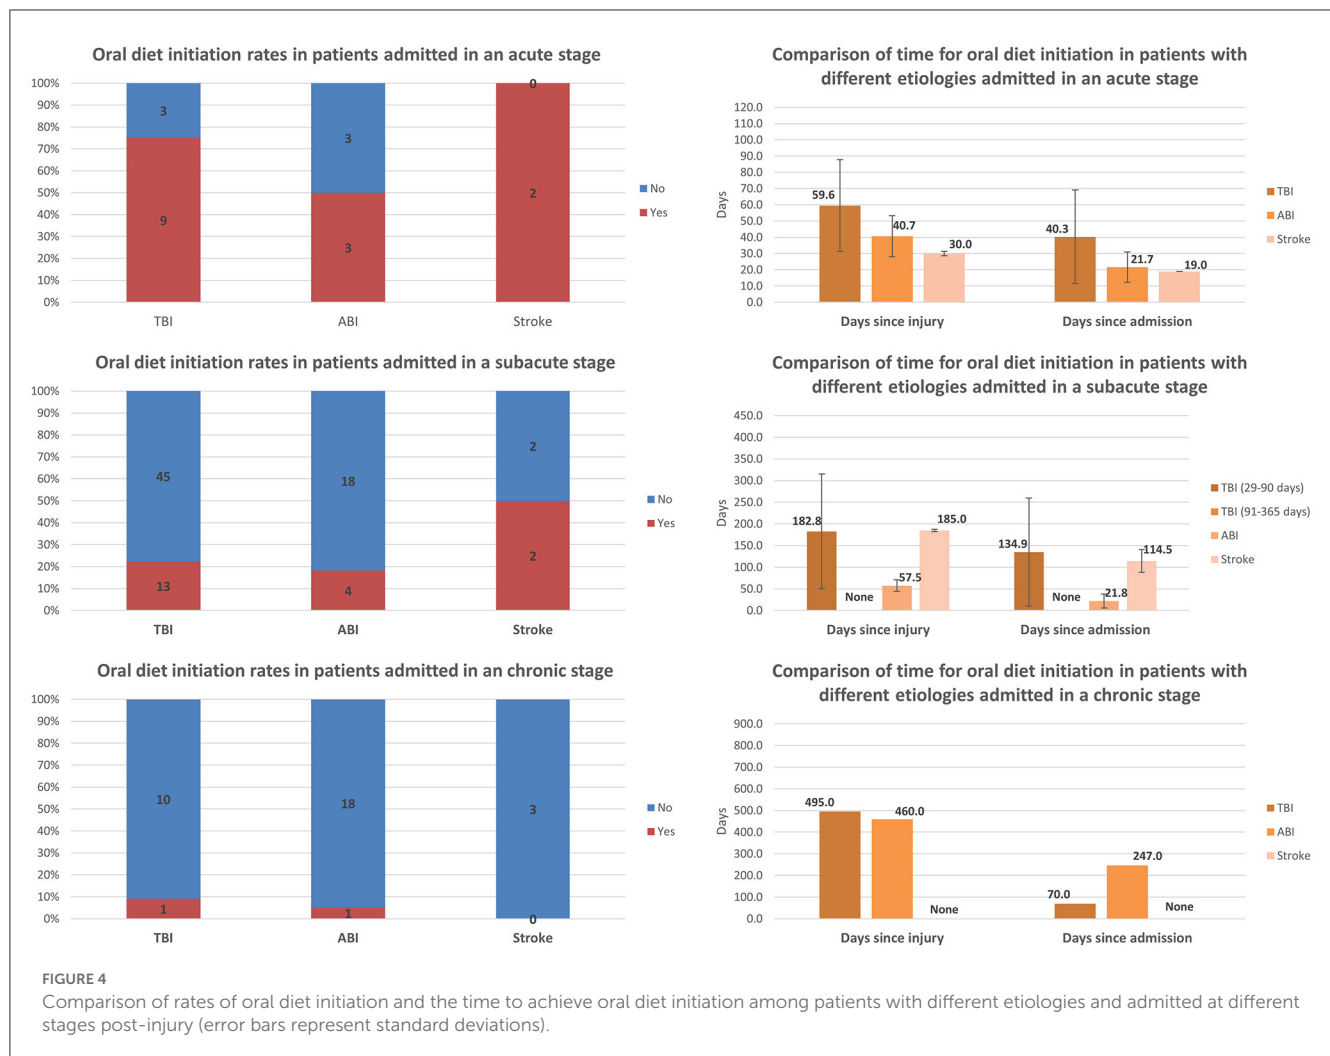 Oral diet initiation rates in patients admitted in an acute stage
100%
90%
80%
70%
60%
50%
40%
30%
20%
10%
0%
3
9
3
3
0
2
TBI
ABI
Stroke
No
Yes
Comparison of time for oral diet initiation in patients with
different etiologies admitted in an acute stage
Days
120.0
110.0
100.0
90.0
80.0
70.0
60.0
50.0
40.0
30.0
20.0
10.0
0.0
59.6
40.7
30.0
40.3
21.7
19.0
Days since injury
Days since admission
TBI
ABI
Stroke
Oral diet initiation rates in patients admitted in a subacute stage
100%
90%
80%
70%
60%
50%
40%
30%
20%
10%
0%
45
13
18
4
2
2
TBI
ABI
Stroke
No
Yes
Comparison of time for oral diet initiation in patients with
different etiologies admitted in a subacute stage
Days
450.0
400.0
350.0
300.0
250.0
200.0
150.0
100.0
50.0
0.0
182.8
None
57.5
185.0
134.9
None
21.8
114.5
Days since injury
Days since admission
TBI (29-90 days)
TBI (91-365 days)
ABI
Stroke
Oral diet initiation rates in patients admitted in an chronic stage
100%
90%
80%
70%
60%
50%
40%
30%
20%
10%
0%
10
1
18
1
3
0
TBI
ABI
Stroke
No
Yes
Comparison of time for oral diet initiation in patients with
different etiologies admitted in a chronic stage
Days
900.0
800.0
700.0
600.0
500.0
400.0
300.0
200.0
100.0
0.0
495.0
460.0
None
70.0
247.0
None
Days since injury
Days since admission
TBI
ABI
Stroke
FIGURE 4
Comparison of rates of oral diet initiation and the time to achieve oral diet initiation among patients with different etiologies and admitted at different
stages post-injury (error bars represent standard deviations).